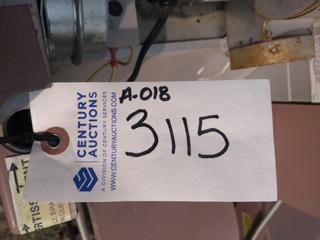 A-018
3115
CENTURY
AUCTIONS
A DIVISION OF CENTURY SERVICES
WWW.CENTURYAUCTIONS.COM